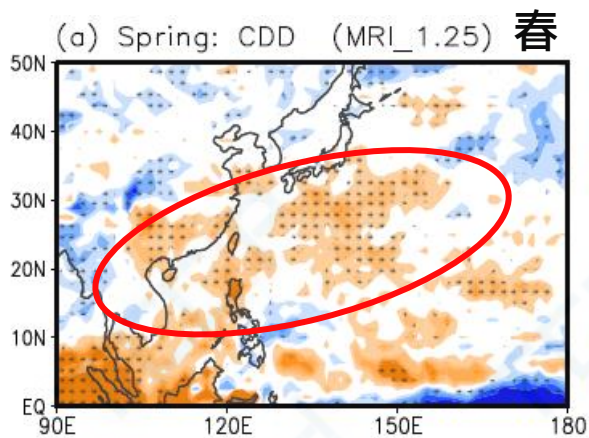 (a) Spring: CDD (MRI_1.25) 春
50N
40N
30N
20N
10N
EQ
90E 120E 150E 180